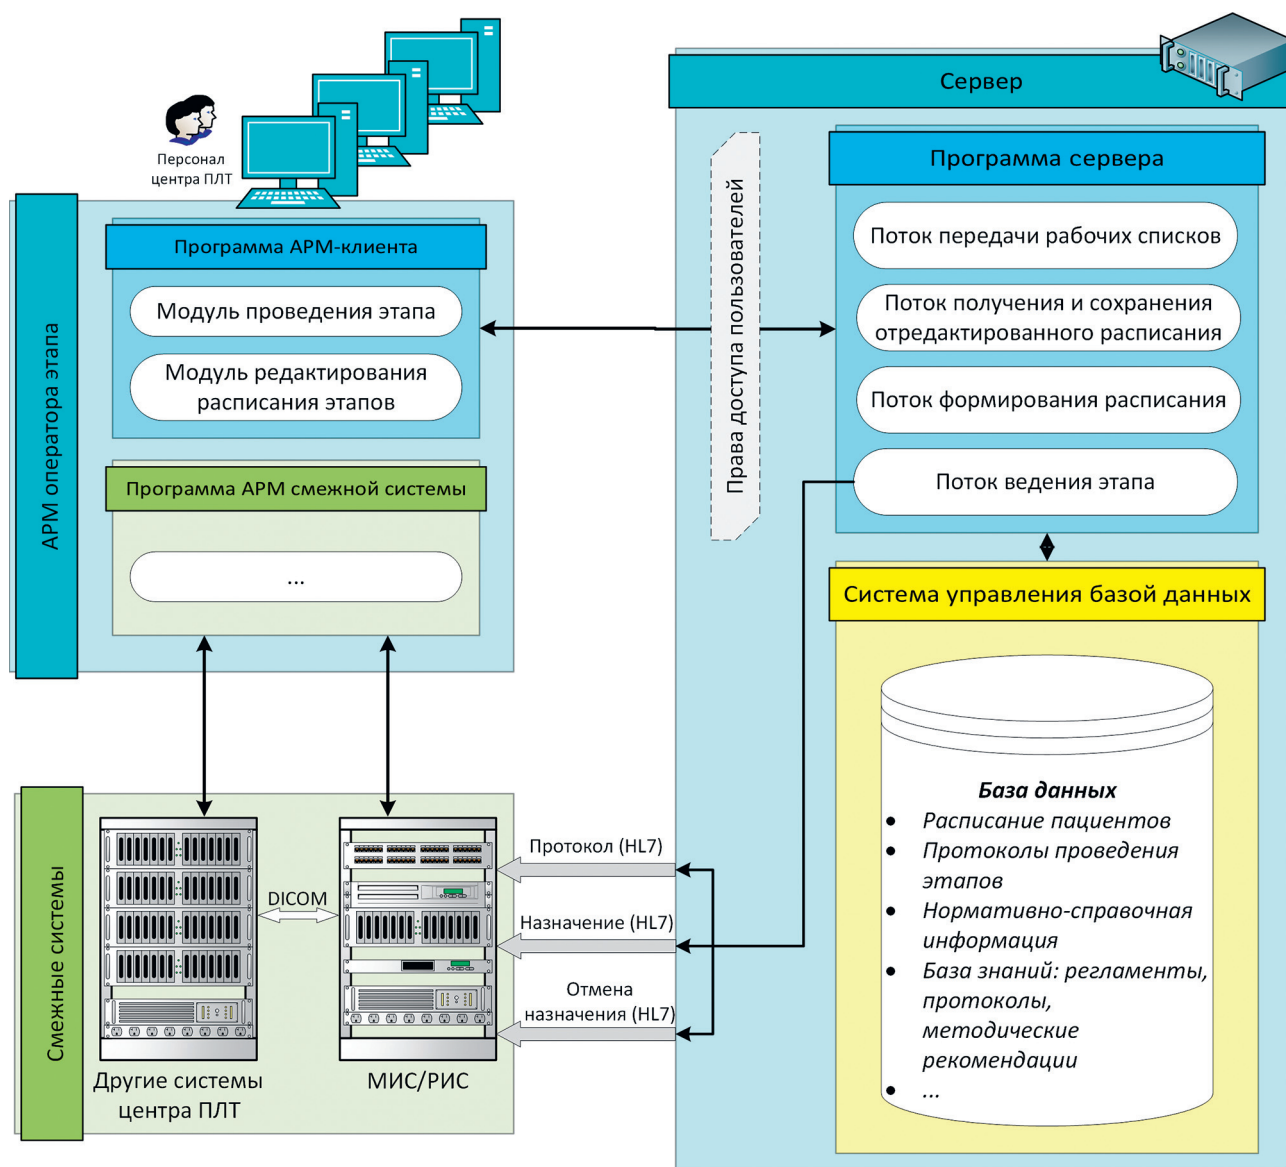 Персонал
центра ПЛТ
АРМ оператора этапа
Программа АРМ-клиента
Модуль проведения этапа
Модуль редактирования
расписания этапов
Программа АРМ смежной системы
...
Сервер
Права доступа пользователей
Программа сервера
Поток передачи рабочих списков
Поток получения и сохранения
отредактированного расписания
Поток формирования расписания
Поток ведения этапа
Система управления базой данных
База данных
• Расписание пациентов
• Протоколы проведения
этапов
• Нормативно-справочная
информация
• База знаний: регламенты,
протоколы,
методические
рекомендации
• ...
Смежные системы
DICOM
Протокол (HL7)
Назначение (HL7)
Отмена
назначения (HL7)
Другие системы
центра ПЛТ
МИС/РИС